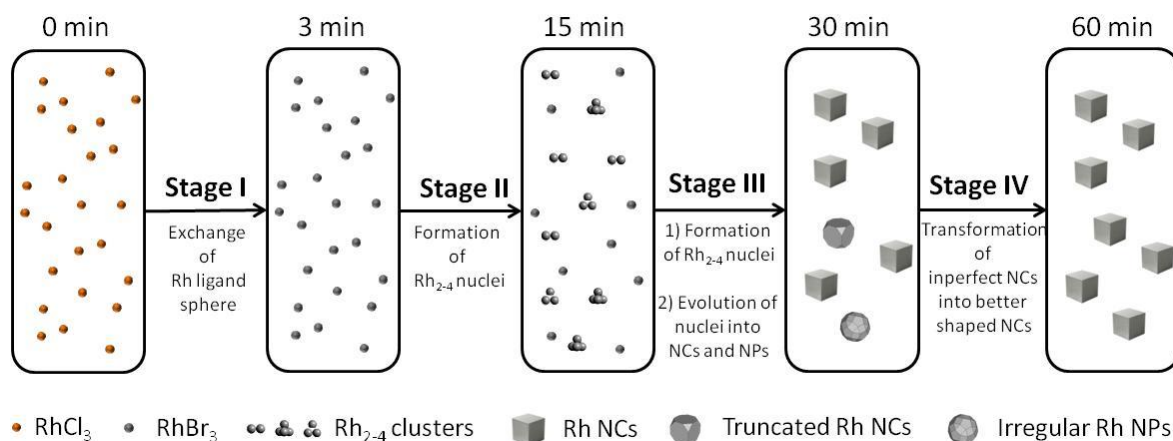 0 min
3 min
15 min
30 min
60 min
Stage I
Exchange
of
Rh ligand
sphere
Stage II
Formation
of
Rh₂₋₄ nuclei
Stage III
1) Formation
of Rh₂₋₄ nuclei
2) Evolution of
nuclei into
NCs and NPs
Stage IV
Transformation
of
inperfect NCs
into better
shaped NCs
RhCl₃
RhBr₃
Rh₂₋₄ clusters
Rh NCs
Truncated Rh NCs
Irregular Rh NPs